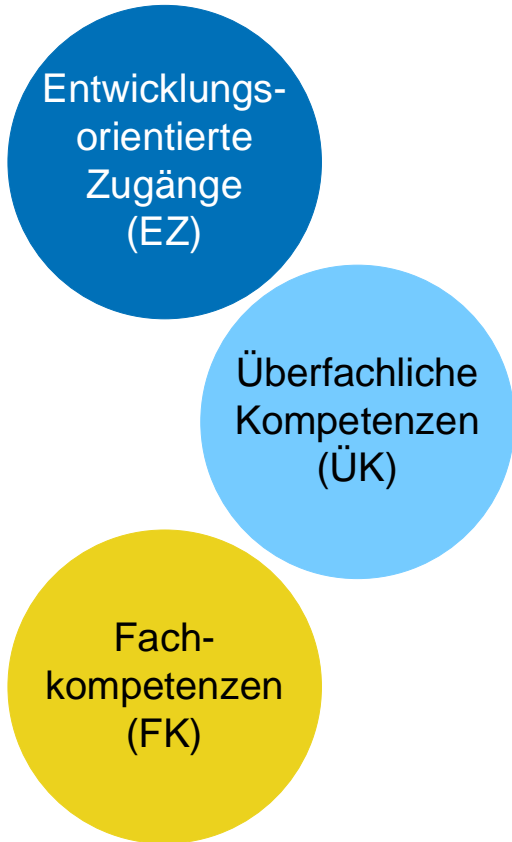 Entwicklungs-
orientierte
Zugänge
(EZ)
Überfachliche
Kompetenzen
(ÜK)
Fach-
kompetenzen
(FK)